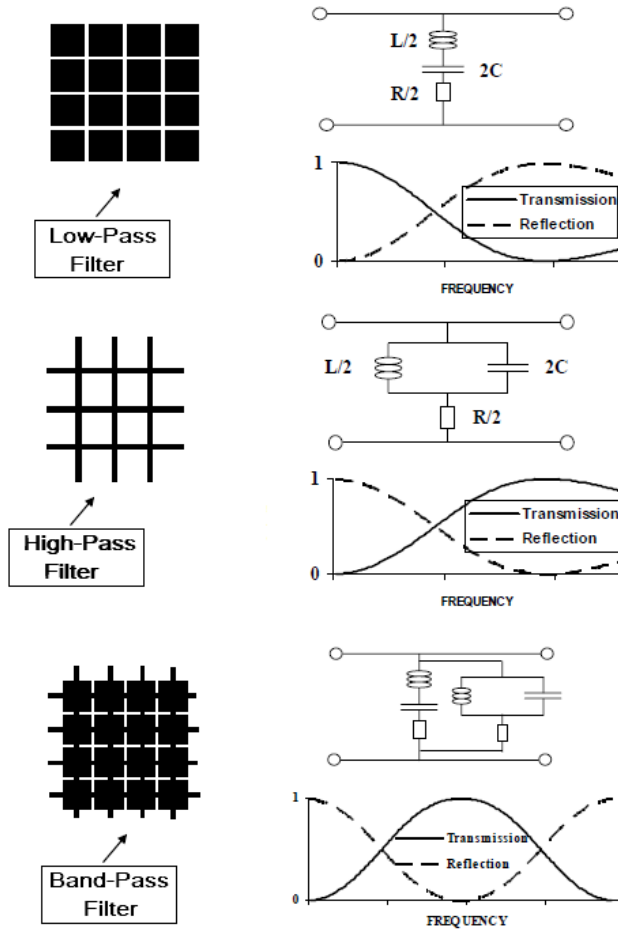 L/2
2C
R/2
1
Transmission
Reflection
0
FREQUENCY
Low-Pass
Filter
L/2
2C
R/2
1
Transmission
Reflection
0
FREQUENCY
High-Pass
Filter
1
Transmission
Reflection
0
FREQUENCY
Band-Pass
Filter